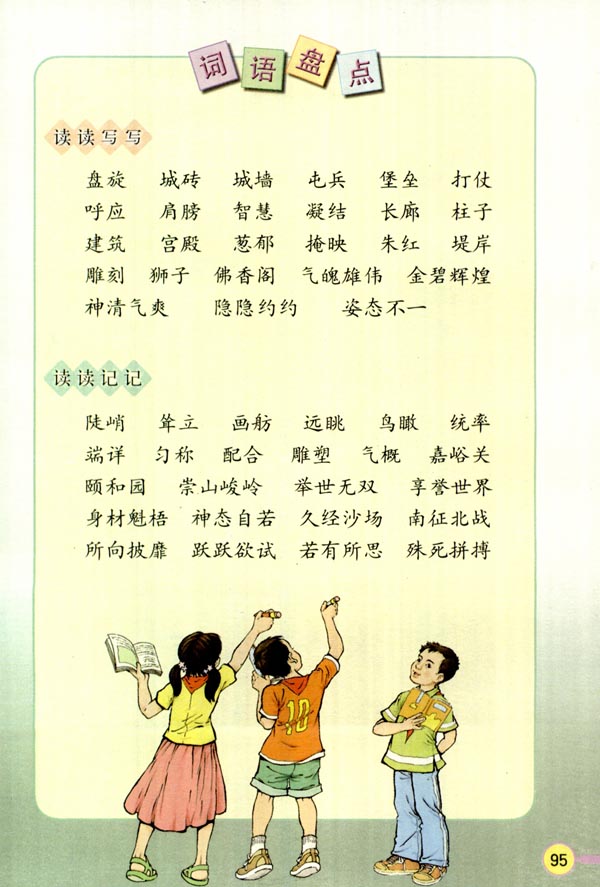 词语盘点
读读写写
盘旋 城砖 城墙 屯兵 堡垒 打仗
呼应 肩膀 智慧 凝结 长廊 柱子
建筑 宫殿 葱郁 掩映 朱红 堤岸
雕刻 狮子 佛香阁 气魄雄伟 金碧辉煌
神清气爽 隐隐约约 姿态不一
读读记记
陡峭 耸立 画舫 远眺 鸟瞰 统率
端详 匀称 配合 雕塑 气概 嘉峪关
颐和园 崇山峻岭 举世无双 享誉世界
身材魁梧 神态自若 久经沙场 南征北战
所向披靡 跃跃欲试 若有所思 殊死拼搏
10
95